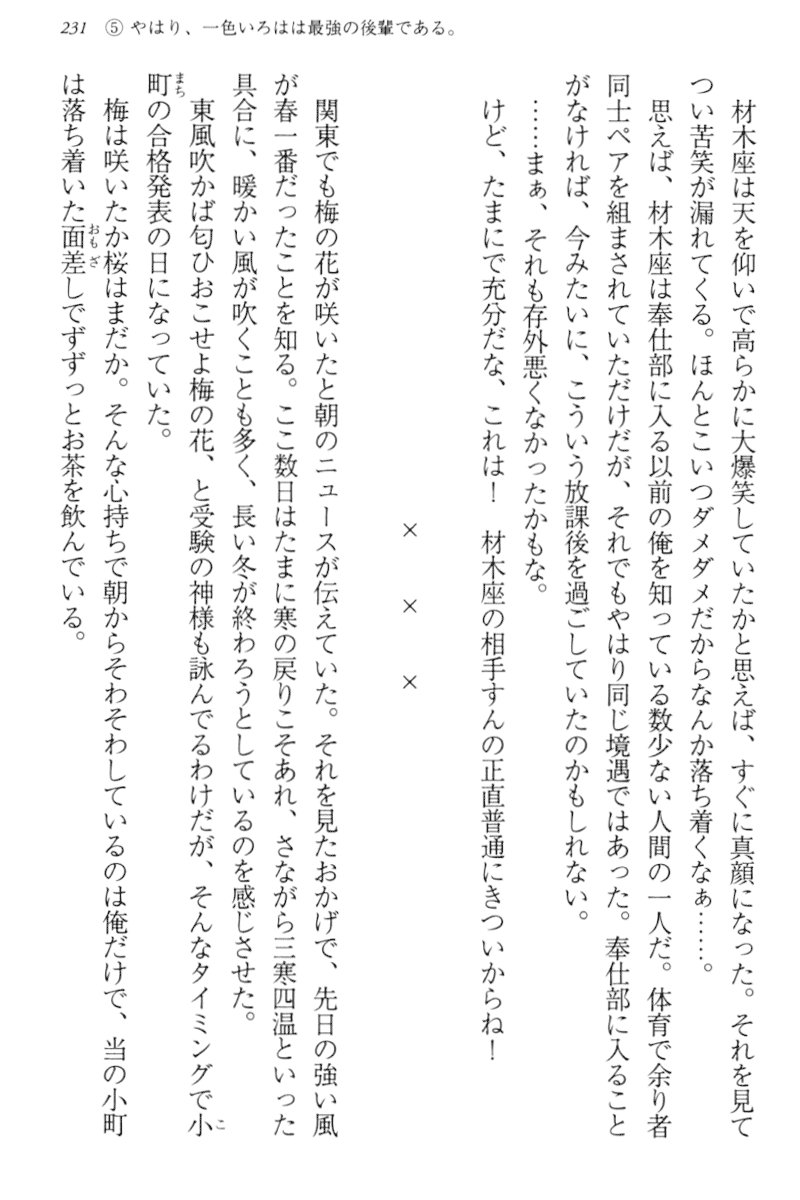 231 ⑤ やはり、一色いろはは最強の後輩である。
材木座は天を仰いで高らかに大爆笑していたかと思えば、すぐに真顔になった。それを見て
つい苦笑が漏れてくる。ほんとこいつダメダメだからなんか落ち着くなぁ……。
思えば、材木座は奉仕部に入る以前の俺を知っている数少ない人間の一人だ。体育で余り者
同士ペアを組まされていただけだが、それでもやはり同じ境遇ではあった。奉仕部に入ること
がなければ、今みたいに、こういう放課後を過ごしていたのかもしれない。
……まぁ、それも存外悪くなかったかもな。
けど、たまにで充分だな、これは！　材木座の相手すんの正直普通にきついからね！
×　×　×
関東でも梅の花が咲いたと朝のニュースが伝えていた。それを見たおかげで、先日の強い風
が春一番だったことを知る。ここ数日はたまに寒の戻りこそあれ、さながら三寒四温といった
具合に、暖かい風が吹くことも多く、長い冬が終わろうとしているのを感じさせた。
東風吹かば匂ひおこせよ梅の花、と受験の神様も詠んでるわけだが、そんなタイミングで小こ
町まちの合格発表の日になっていた。
梅は咲いたか桜はまだか。そんな心持ちで朝からそわそわしているのは俺だけで、当の小町
は落ち着いた面差おもざしでずずっとお茶を飲んでいる。